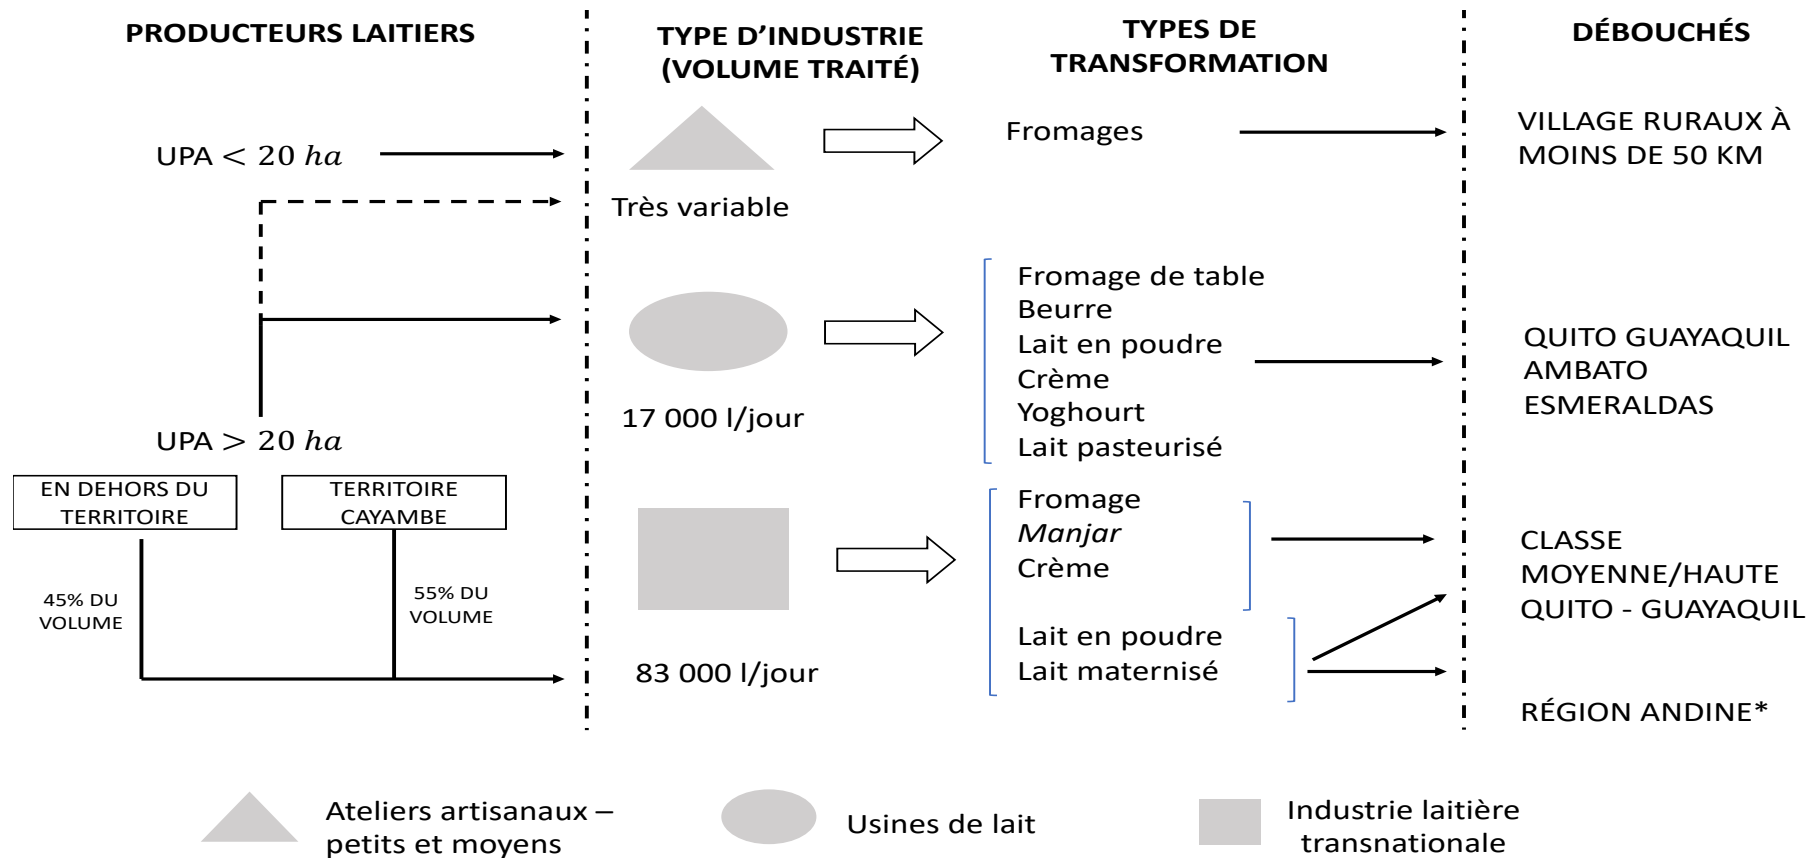 PRODUCTEURS LAITIERS
TYPE D’INDUSTRIE
(VOLUME TRAITÉ)
TYPES DE
TRANSFORMATION
DÉBOUCHÉS
UPA < 20 ha
Très variable
Fromages
VILLAGE RURAUX À
MOINS DE 50 KM
UPA > 20 ha
17 000 l/jour
Fromage de table
Beurre
Lait en poudre
Crème
Yoghourt
Lait pasteurisé
QUITO GUAYAQUIL
AMBATO
ESMERALDAS
EN DEHORS DU
TERRITOIRE
TERRITOIRE
CAYAMBE
45% DU
VOLUME
55% DU
VOLUME
83 000 l/jour
Fromage
Manjar
Crème
Lait en poudre
Lait maternisé
CLASSE
MOYENNE/HAUTE
QUITO - GUAYAQUIL
RÉGION ANDINE*
Ateliers artisanaux –
petits et moyens
Usines de lait
Industrie laitière
transnationale